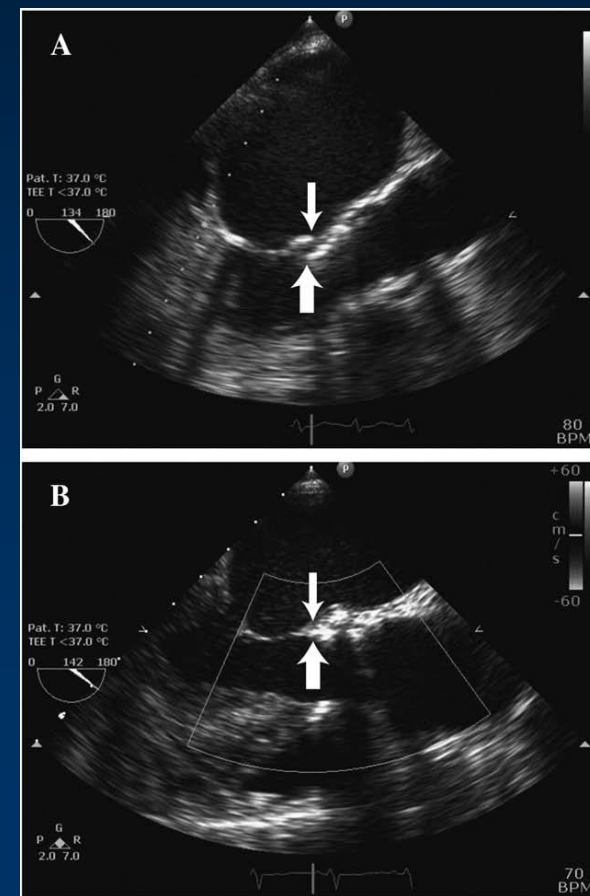 A
P
Pat. T: 37.0 °C
TEE T <37.0 °C
0 134 180
P G R
2.0 7.0
80
BPM
B
P
+60
c
m
/
s
-60
Pat. T: 37.0 °C
TEE T <37.0 °C
0 142 180
P G R
2.0 7.0
70
BPM